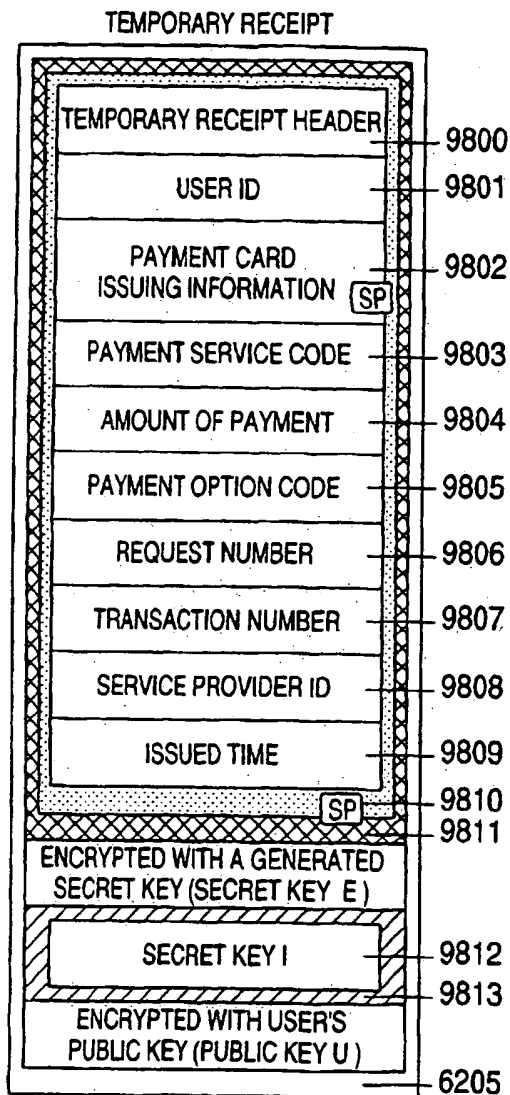 TEMPORARY RECEIPT
TEMPORARY RECEIPT HEADER
9800
USER ID
9801
PAYMENT CARD
ISSUING INFORMATION
SP
9802
PAYMENT SERVICE CODE
9803
AMOUNT OF PAYMENT
9804
PAYMENT OPTION CODE
9805
REQUEST NUMBER
9806
TRANSACTION NUMBER
9807
SERVICE PROVIDER ID
9808
ISSUED TIME
9809
SP
9810
9811
ENCRYPTED WITH A GENERATED
SECRET KEY (SECRET KEY E)
SECRET KEY I
9812
9813
ENCRYPTED WITH USER'S
PUBLIC KEY (PUBLIC KEY U)
6205